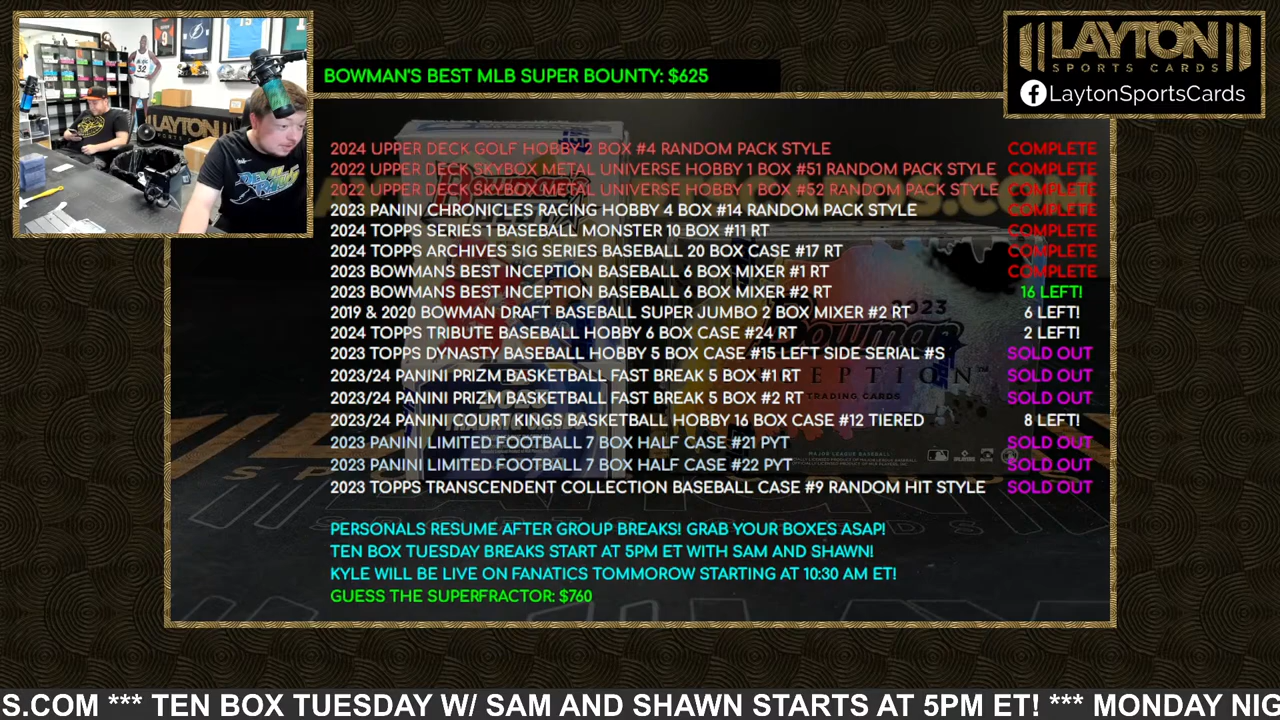 BOWMAN'S BEST MLB SUPER BOUNTY: $625
LAYTON
SPORTS CARDS
LaytonSportsCards
2024 UPPER DECK GOLF HOBBY 2 BOX #4 RANDOM PACK STYLE COMPLETE
2022 UPPER DECK SKYBOX METAL UNIVERSE HOBBY 1 BOX #51 RANDOM PACK STYLE COMPLETE
2022 UPPER DECK SKYBOX METAL UNIVERSE HOBBY 1 BOX #52 RANDOM PACK STYLE COMPLETE
2023 PANINI CHRONICLES RACING HOBBY 4 BOX #14 RANDOM PACK STYLE COMPLETE
2024 TOPPS SERIES 1 BASEBALL MONSTER 10 BOX #11 RT COMPLETE
2024 TOPPS ARCHIVES SIG SERIES BASEBALL 20 BOX CASE #17 RT COMPLETE
2023 BOWMANS BEST INCEPTION BASEBALL 6 BOX MIXER #1 RT COMPLETE
2023 BOWMANS BEST INCEPTION BASEBALL 6 BOX MIXER #2 RT 16 LEFT!
2019 & 2020 BOWMAN DRAFT BASEBALL SUPER JUMBO 2 BOX MIXER #2 RT 6 LEFT!
2024 TOPPS TRIBUTE BASEBALL HOBBY 6 BOX CASE #24 RT 2 LEFT!
2023 TOPPS DYNASTY BASEBALL HOBBY 5 BOX CASE #15 LEFT SIDE SERIAL #S SOLD OUT
2023/24 PANINI PRIZM BASKETBALL FAST BREAK 5 BOX #1 RT SOLD OUT
2023/24 PANINI PRIZM BASKETBALL FAST BREAK 5 BOX #2 RT SOLD OUT
2023/24 PANINI COURT KINGS BASKETBALL HOBBY 16 BOX CASE #12 TIERED 8 LEFT!
2023 PANINI LIMITED FOOTBALL 7 BOX HALF CASE #21 PYT SOLD OUT
2023 PANINI LIMITED FOOTBALL 7 BOX HALF CASE #22 PYT SOLD OUT
2023 TOPPS TRANSCENDENT COLLECTION BASEBALL CASE #9 RANDOM HIT STYLE SOLD OUT
PERSONALS RESUME AFTER GROUP BREAKS! GRAB YOUR BOXES ASAP!
TEN BOX TUESDAY BREAKS START AT 5PM ET WITH SAM AND SHAWN!
KYLE WILL BE LIVE ON FANATICS TOMMOROW STARTING AT 10:30 AM ET!
GUESS THE SUPERFRACTOR: $760
S.COM *** TEN BOX TUESDAY W/ SAM AND SHAWN STARTS AT 5PM ET! *** MONDAY NIG